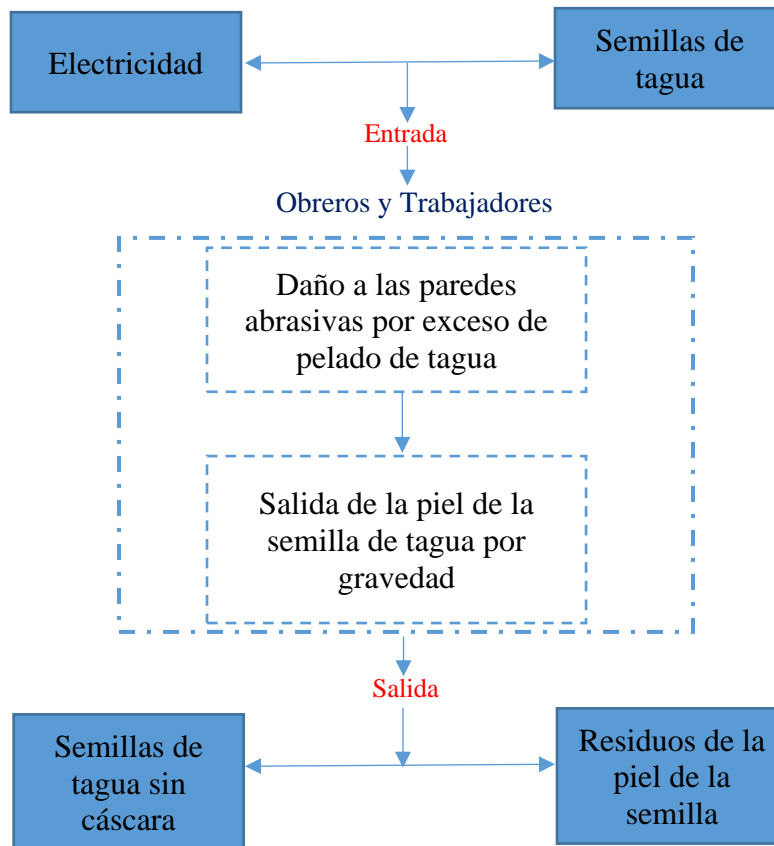 Electricidad
Semillas de
tagua
Entrada
Obreros y Trabajadores
Daño a las paredes
abrasivas por exceso de
pelado de tagua
Salida de la piel de la
semilla de tagua por
gravedad
Salida
Semillas de
tagua sin
cáscara
Residuos de la
piel de la
semilla